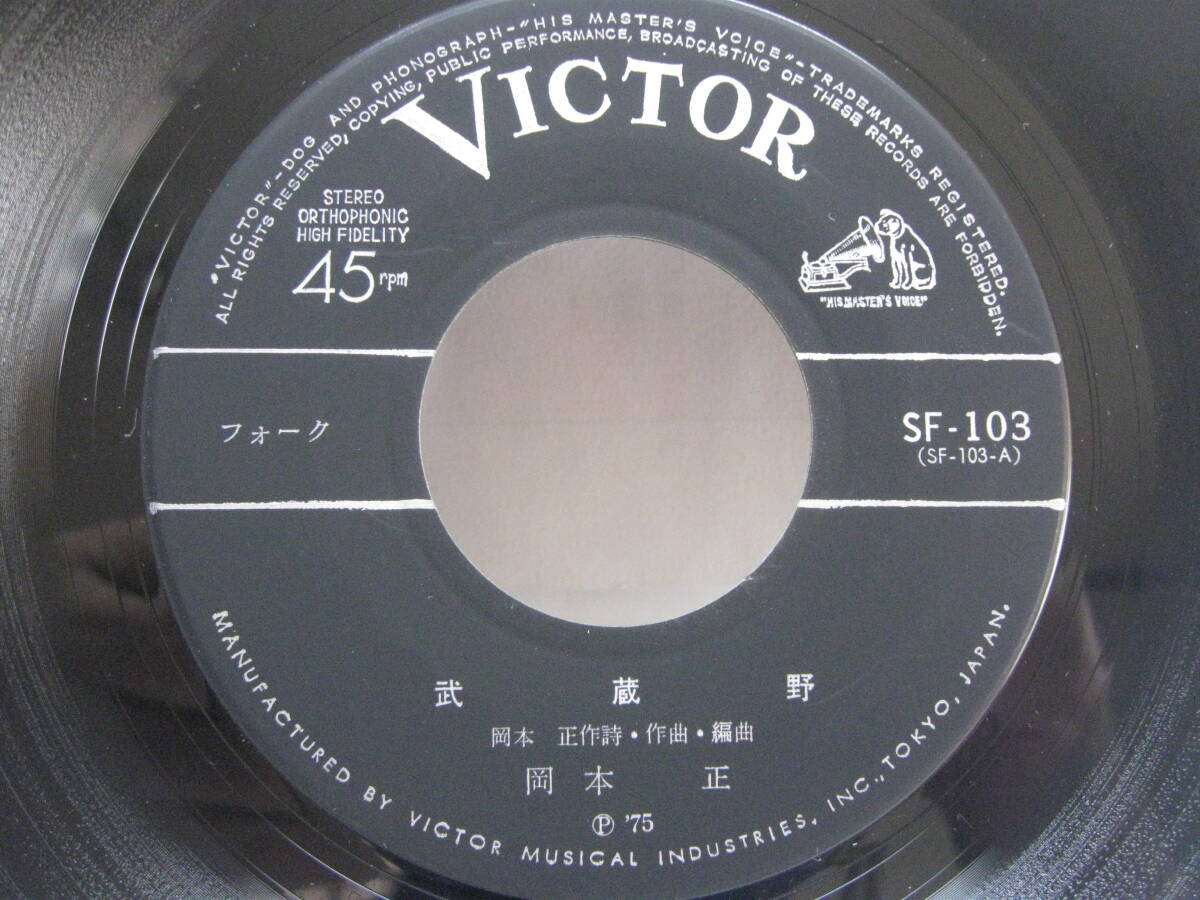 "VICTOR"-DOG AND PHONOGRAPH-"HIS MASTER'S VOICE"-TRADEMARKS REGISTERED.
ALL RIGHTS RESERVED, COPYING, PUBLIC PERFORMANCE, BROADCASTING OF THESE RECORDS ARE FORBIDDEN.
VICTOR
STEREO
ORTHOPHONIC
HIGH FIDELITY
45 rpm
"HIS MASTER'S VOICE"
フォーク
SF-103
(SF-103-A)
武蔵野
岡本 正作詩・作曲・編曲
岡本 正
Ⓟ '75
MANUFACTURED BY VICTOR MUSICAL INDUSTRIES, INC., TOKYO, JAPAN.